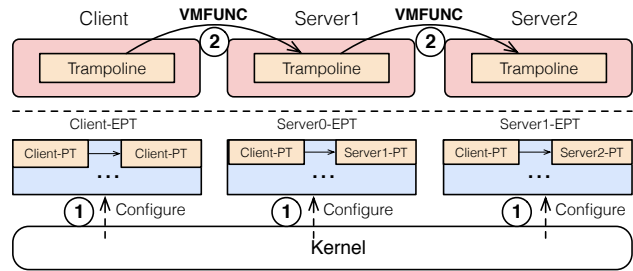 Client VMFUNC Server1 VMFUNC Server2
2 2
Trampoline Trampoline Trampoline
Client-EPT Server0-EPT Server1-EPT
Client-PT Client-PT Client-PT Server1-PT Client-PT Server2-PT
... ... ...
1 Configure 1 Configure 1 Configure
Kernel